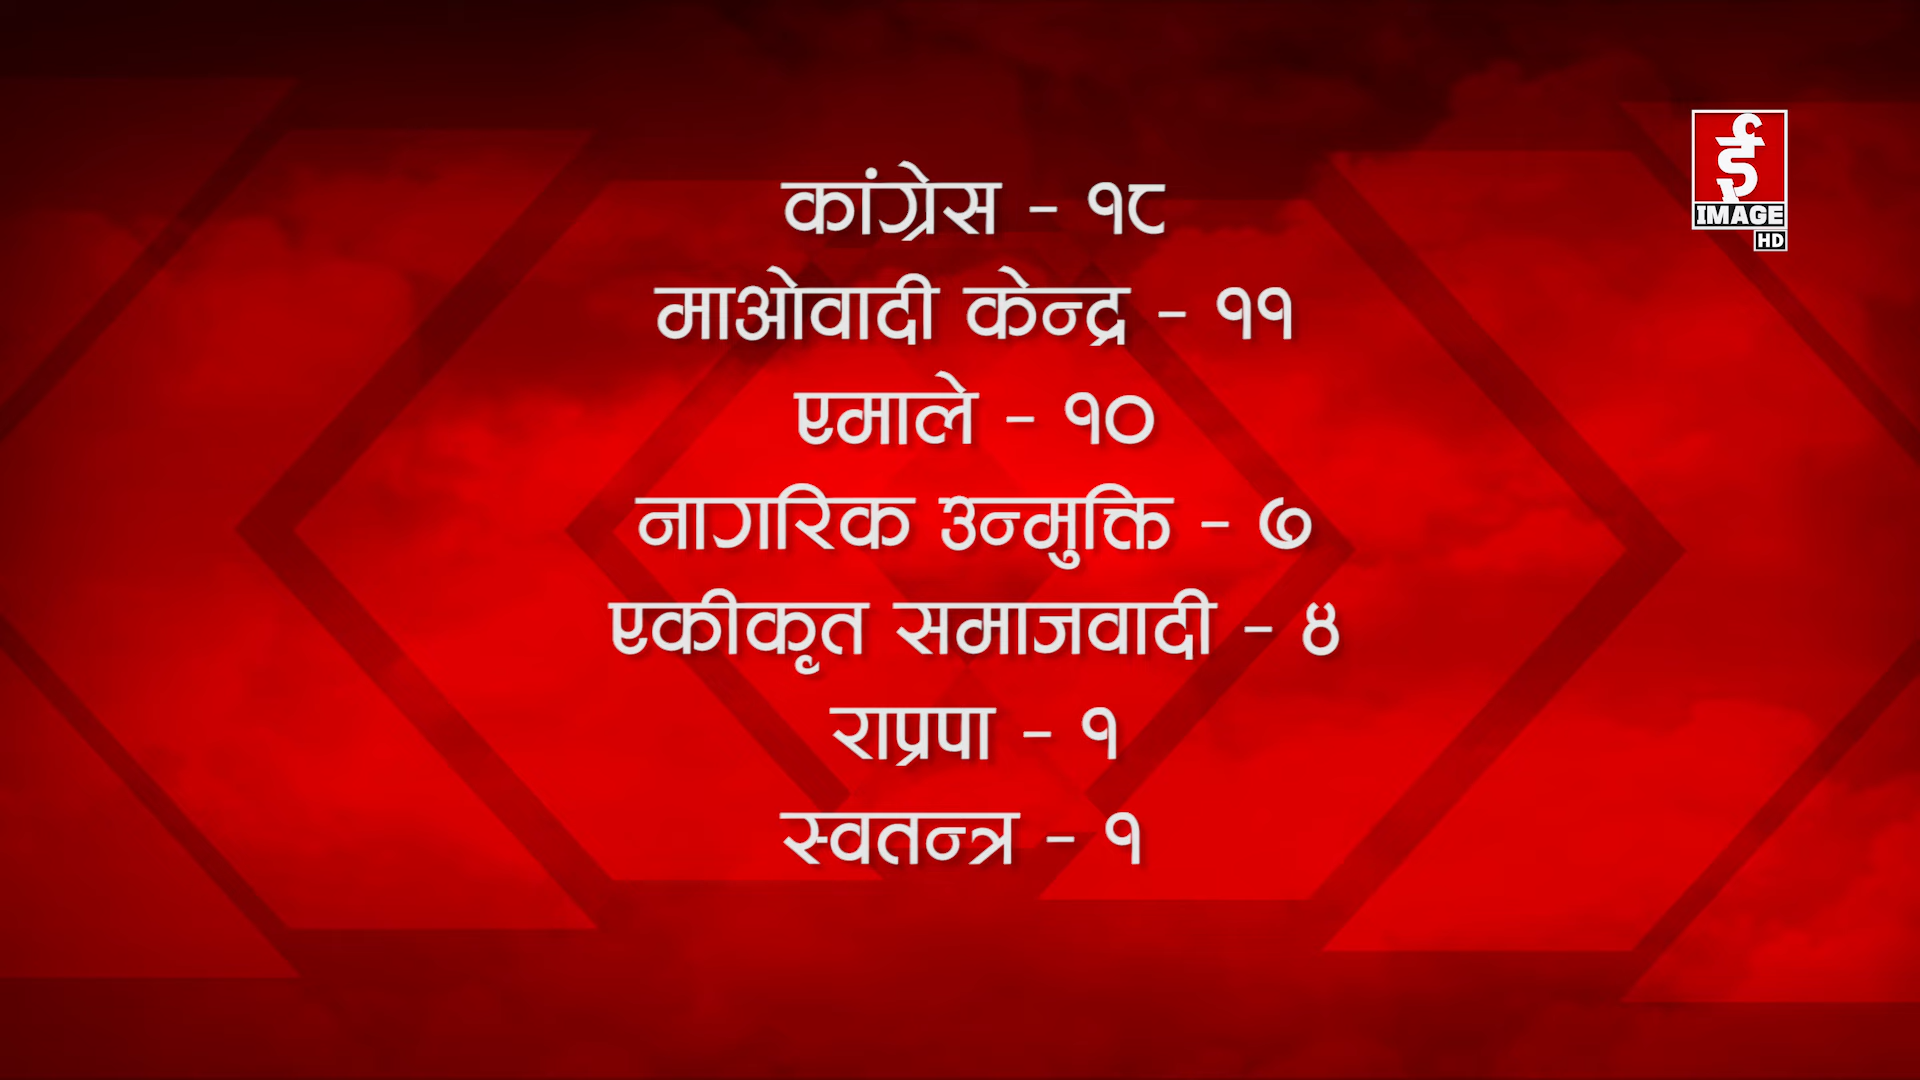 कांग्रेस - १८
माओवादी केन्द्र - ११
एमाले - १०
नागरिक उन्मुक्ति - ७
एकीकृत समाजवादी - ४
राप्रपा - १
स्वतन्त्र - १
IMAGE
HD